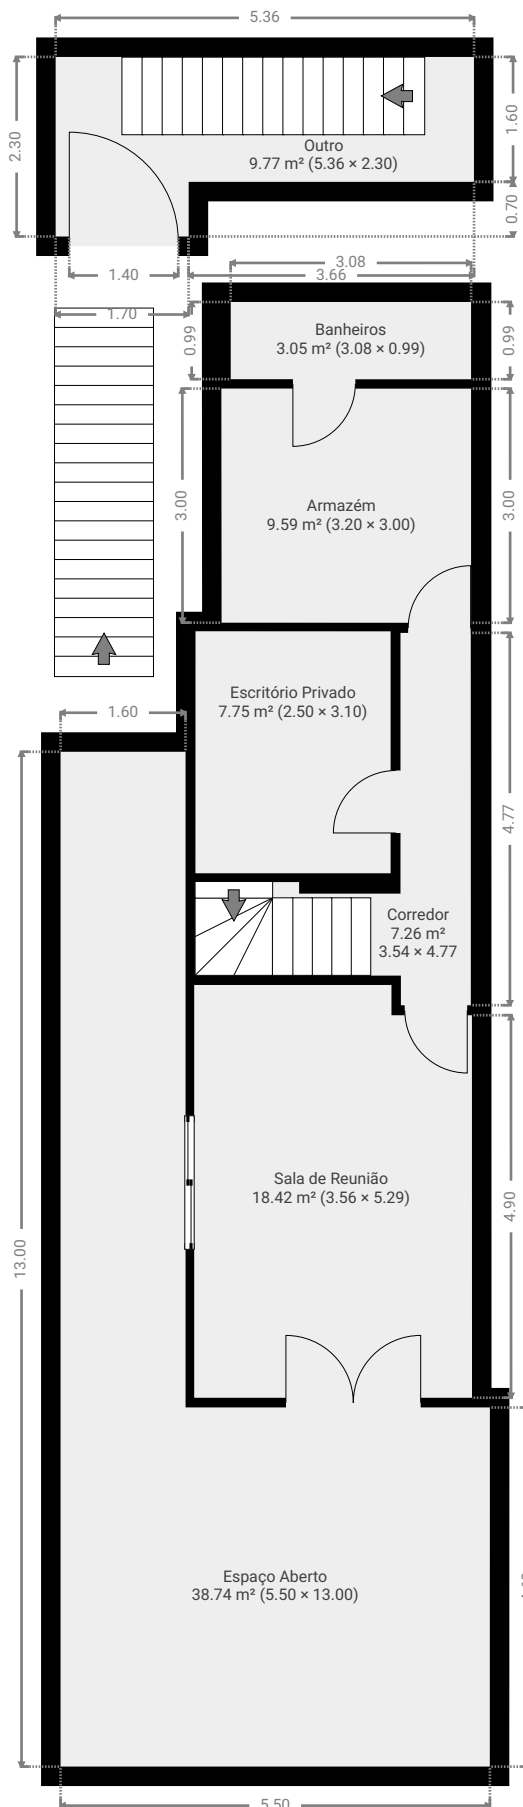 5.36
2.30
1.60
Outro
9.77 m² (5.36 × 2.30)
0.70
1.40
3.08
3.66
1.70
0.99
Banheiros
3.05 m² (3.08 × 0.99)
0.99
3.00
Armazém
9.59 m² (3.20 × 3.00)
3.00
Escritório Privado
7.75 m² (2.50 × 3.10)
1.60
4.77
Corredor
7.26 m²
3.54 × 4.77
Sala de Reunião
18.42 m² (3.56 × 5.29)
4.90
13.00
Espaço Aberto
38.74 m² (5.50 × 13.00)
5.50